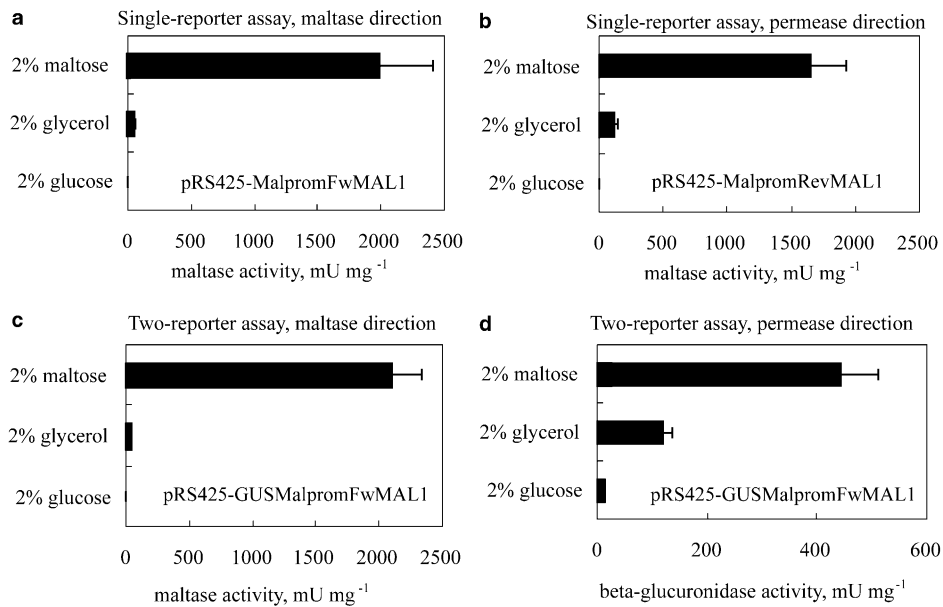 a
Single-reporter assay, maltase direction
2% maltose
2% glycerol
2% glucose
pRS425-MalpromFwMAL1
0 500 1000 1500 2000 2500
maltase activity, mU mg -1
b
Single-reporter assay, permease direction
2% maltose
2% glycerol
2% glucose
pRS425-MalpromRevMAL1
0 500 1000 1500 2000 2500
maltase activity, mU mg -1
c
Two-reporter assay, maltase direction
2% maltose
2% glycerol
2% glucose
pRS425-GUSMalpromFwMAL1
0 500 1000 1500 2000 2500
maltase activity, mU mg -1
d
Two-reporter assay, permease direction
2% maltose
2% glycerol
2% glucose
pRS425-GUSMalpromFwMAL1
0 200 400 600
beta-glucuronidase activity, mU mg -1